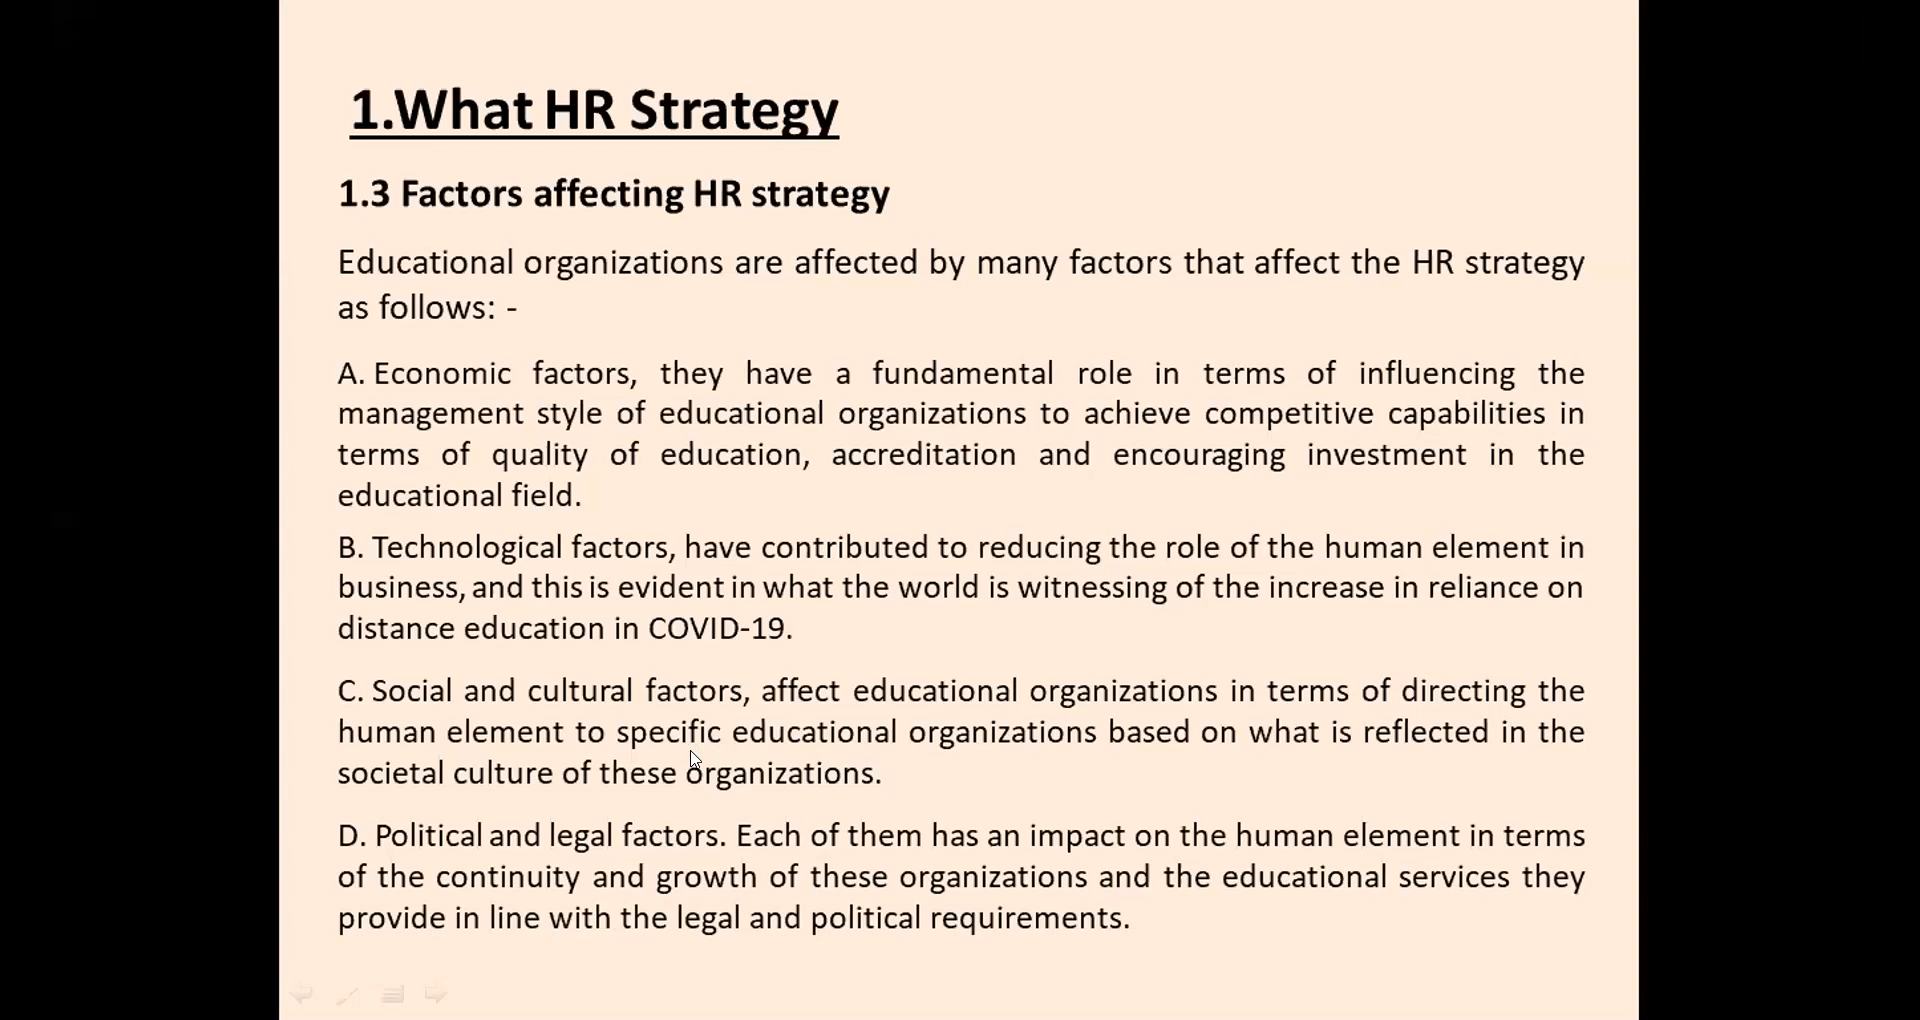 1.What HR Strategy
1.3 Factors affecting HR strategy
Educational organizations are affected by many factors that affect the HR strategy
as follows: -
A. Economic factors, they have a fundamental role in terms of influencing the
management style of educational organizations to achieve competitive capabilities in
terms of quality of education, accreditation and encouraging investment in the
educational field.
B. Technological factors, have contributed to reducing the role of the human element in
business, and this is evident in what the world is witnessing of the increase in reliance on
distance education in COVID-19.
C. Social and cultural factors, affect educational organizations in terms of directing the
human element to specific educational organizations based on what is reflected in the
societal culture of these organizations.
D. Political and legal factors. Each of them has an impact on the human element in terms
of the continuity and growth of these organizations and the educational services they
provide in line with the legal and political requirements.